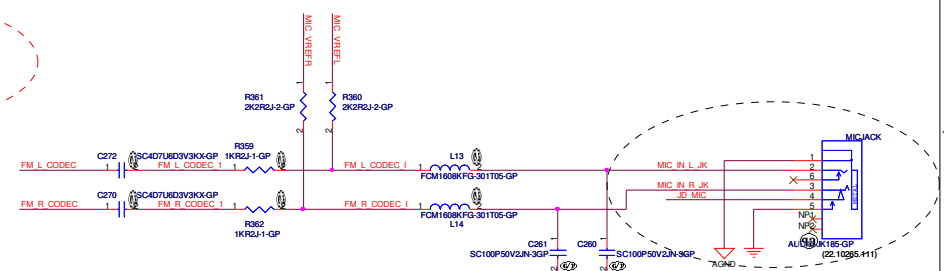 MIC_VREFR
MIC_VREFL
R361
2K2R2J-2-GP
R360
2K2R2J-2-GP
1
1
2
2
MICJACK
FM_L_CODEC
C272
1
2
SC4D7U6D3V3KX-GP
FM_L_CODEC_1
R359
1KR2J-1-GP
1
2
FM_L_CODEC_I
L13
1
2
FCM1608KFG-301T05-GP
MIC_IN_L_JK
FM_R_CODEC
C270
1
2
SC4D7U6D3V3KX-GP
FM_R_CODEC_1
1
2
R362
1KR2J-1-GP
FM_R_CODEC_I
1
2
FCM1608KFG-301T05-GP
L14
MIC_IN_R_JK
JD_MIC
1
2
6
3
4
5
NP1
NP2
C261
SC100P50V2JN-3GP
1
2
C260
SC100P50V2JN-3GP
1
2
AGND
(22.10265.411)